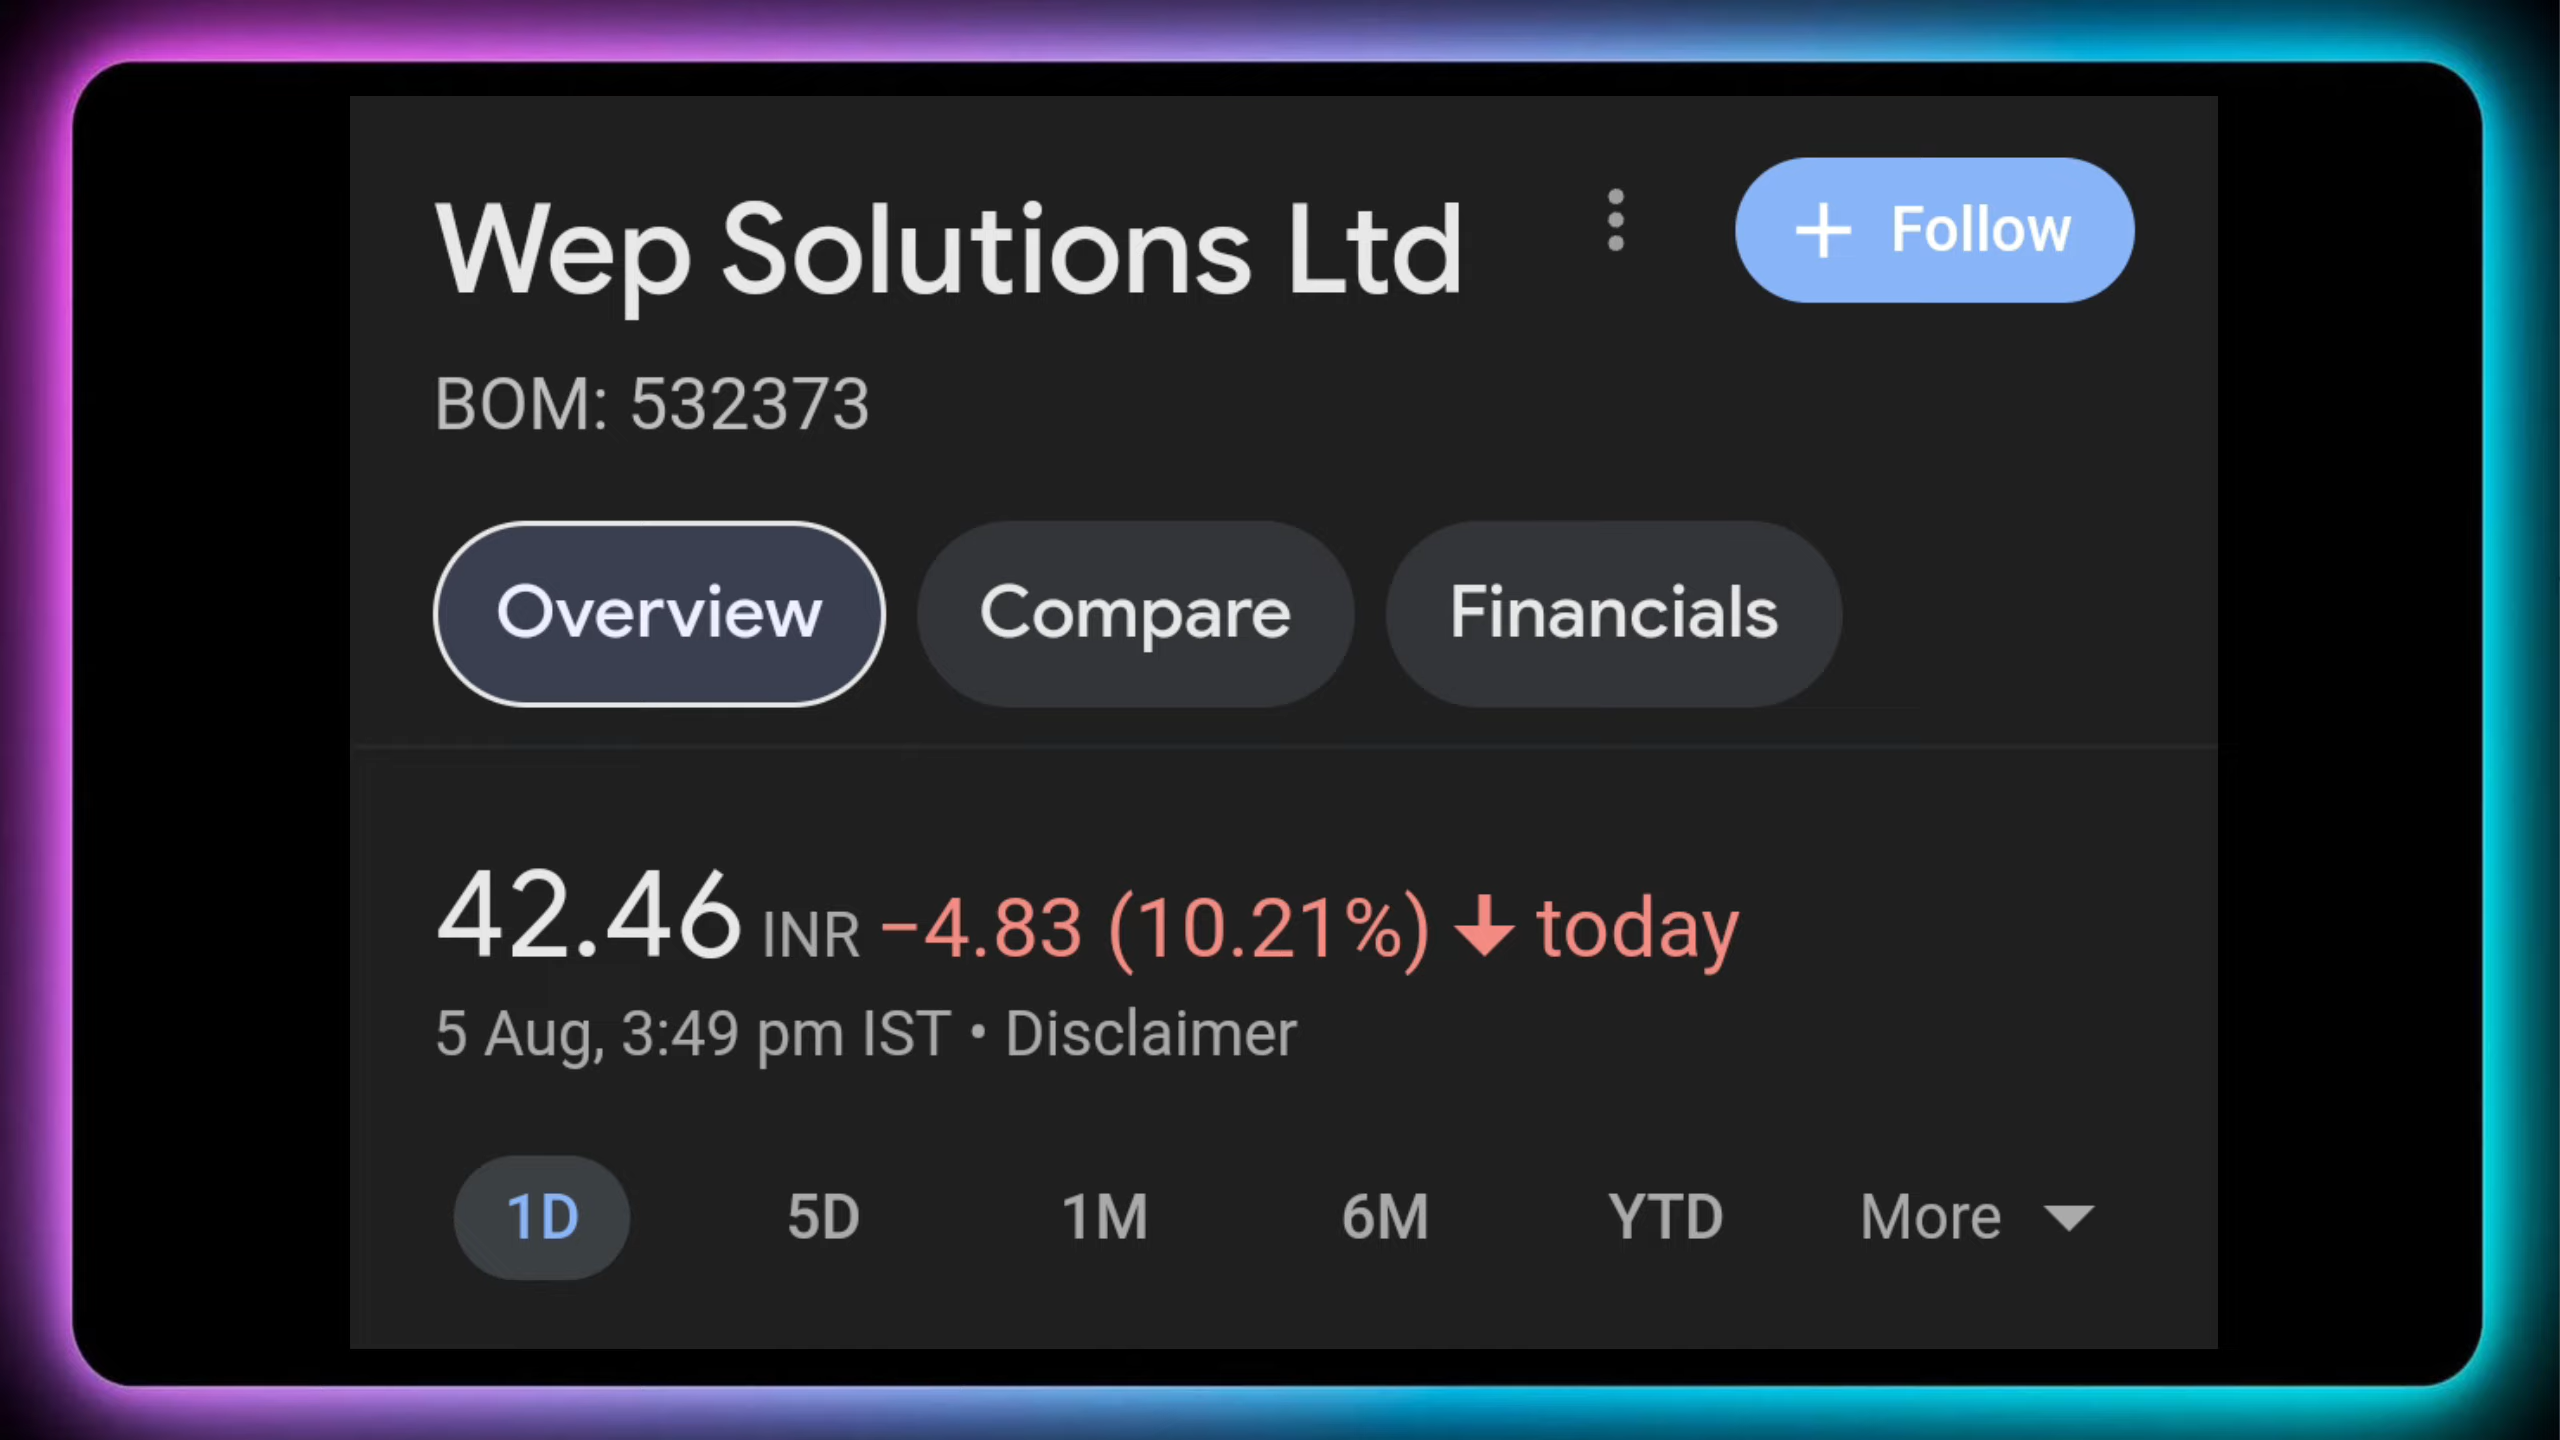 Wep Solutions Ltd
+ Follow
BOM: 532373
Overview Compare Financials
42.46 INR −4.83 (10.21%) ↓ today
5 Aug, 3:49 pm IST • Disclaimer
1D 5D 1M 6M YTD More